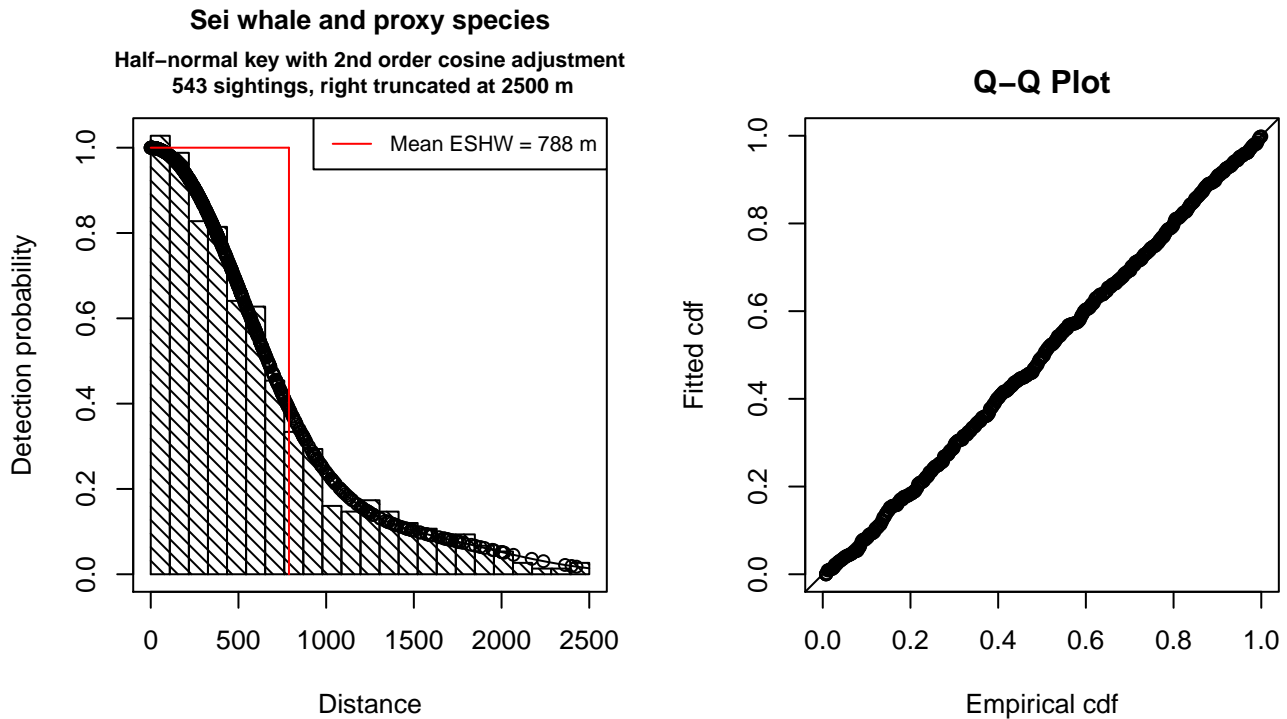 Sei whale and proxy species
Half−normal key with 2nd order cosine adjustment
543 sightings, right truncated at 2500 m
Mean ESHW = 788 m
Detection probability
1.0
0.8
0.6
0.4
0.2
0.0
0 500 1000 1500 2000 2500
Distance
Q−Q Plot
Fitted cdf
1.0
0.8
0.6
0.4
0.2
0.0
0.0 0.2 0.4 0.6 0.8 1.0
Empirical cdf